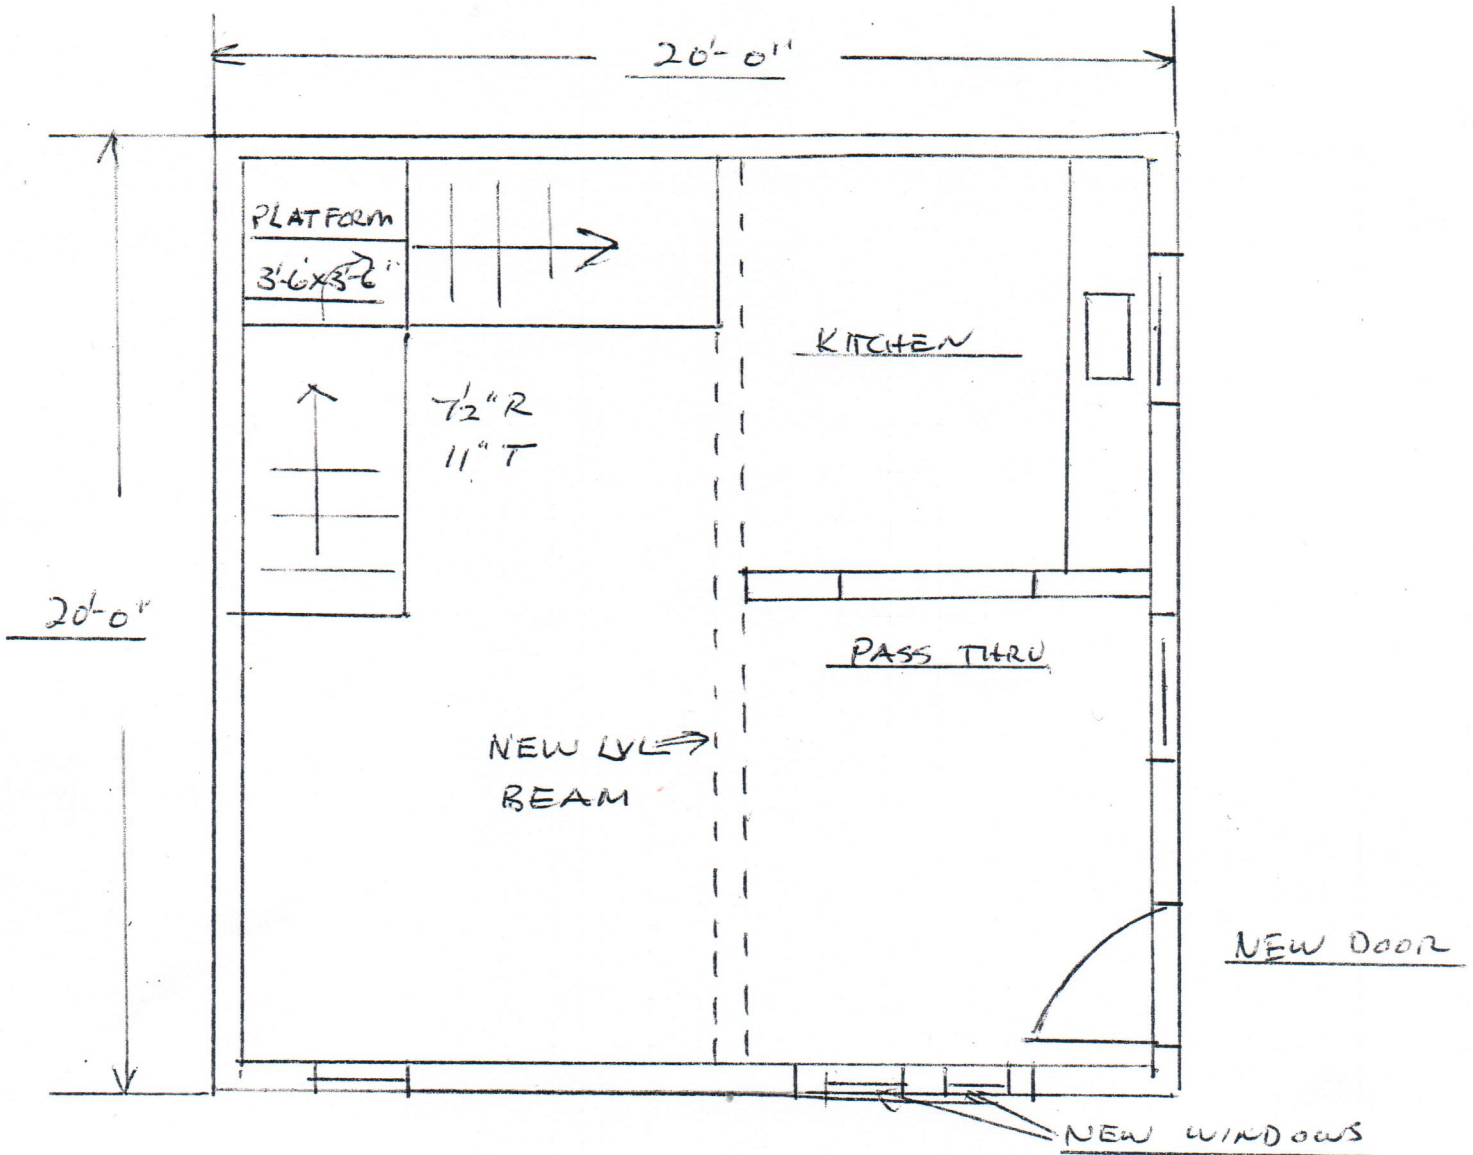 20'-0"
PLATFORM
3'-6"x3'-6"
KITCHEN
7½" R
11" T
20'-0"
PASS THRU
NEW LVL
BEAM
NEW DOOR
NEW WINDOWS